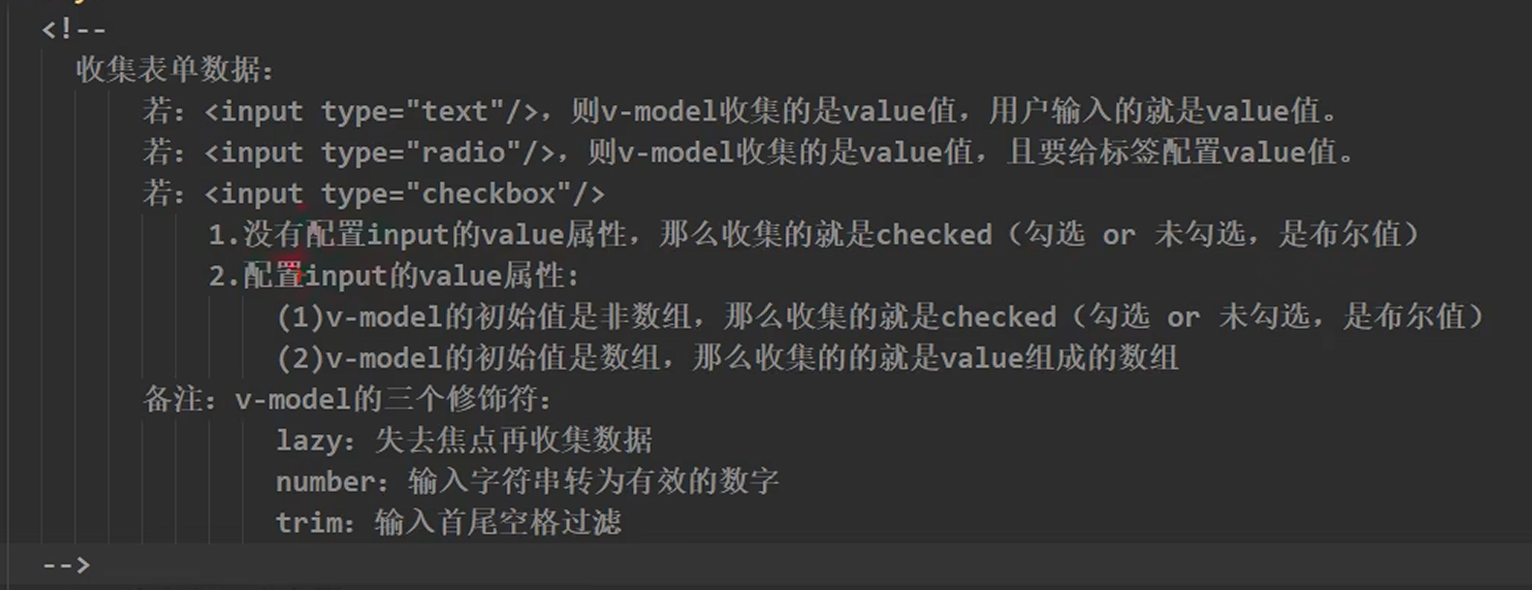 <!--
收集表单数据:
若: <input type="text"/>, 则v-model收集的是value值, 用户输入的就是value值。
若: <input type="radio"/>, 则v-model收集的是value值, 且要给标签配置value值。
若: <input type="checkbox"/>
1.没有配置input的value属性, 那么收集的就是checked (勾选 or 未勾选, 是布尔值)
2.配置input的value属性:
(1)v-model的初始值是非数组, 那么收集的就是checked (勾选 or 未勾选, 是布尔值)
(2)v-model的初始值是数组, 那么收集的的就是value组成的数组
备注: v-model的三个修饰符:
lazy: 失去焦点再收集数据
number: 输入字符串转为有效的数字
trim: 输入首尾空格过滤
-->